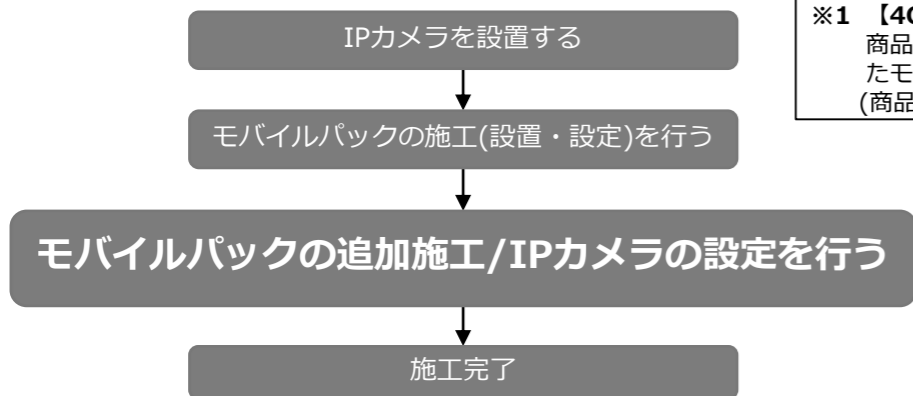 IPカメラを設置する
モバイルパックの施工(設置・設定)を行う
モバイルパックの追加施工/IPカメラの設定を行う
施工完了
※1 【40
商品
たモ
(商品